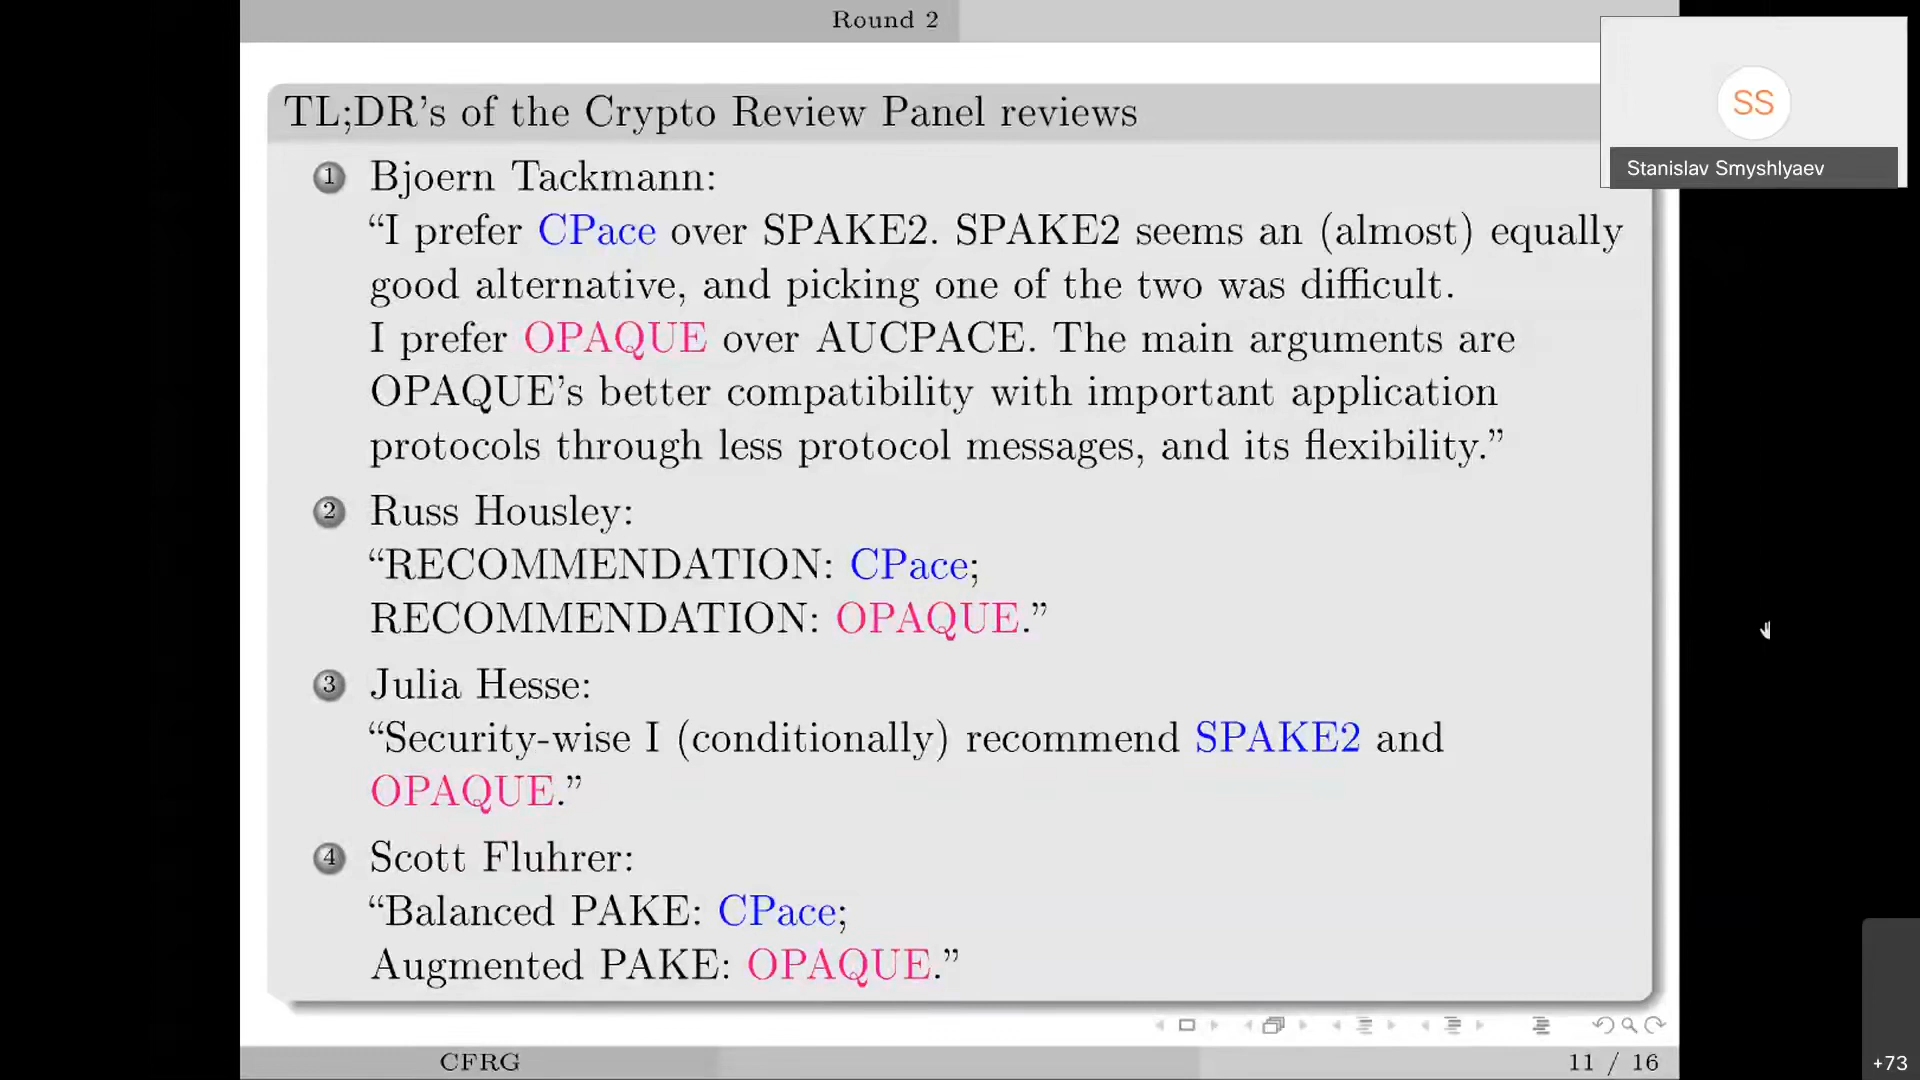 Round 2
SS
Stanislav Smyshlyaev
TL;DR's of the Crypto Review Panel reviews
1 Bjoern Tackmann:
“I prefer CPace over SPAKE2. SPAKE2 seems an (almost) equally
good alternative, and picking one of the two was difficult.
I prefer OPAQUE over AUCPACE. The main arguments are
OPAQUE's better compatibility with important application
protocols through less protocol messages, and its flexibility.”
2 Russ Housley:
“RECOMMENDATION: CPace;
RECOMMENDATION: OPAQUE.”
3 Julia Hesse:
“Security-wise I (conditionally) recommend SPAKE2 and
OPAQUE.”
4 Scott Fluhrer:
“Balanced PAKE: CPace;
Augmented PAKE: OPAQUE.”
CFRG
11 / 16
+73